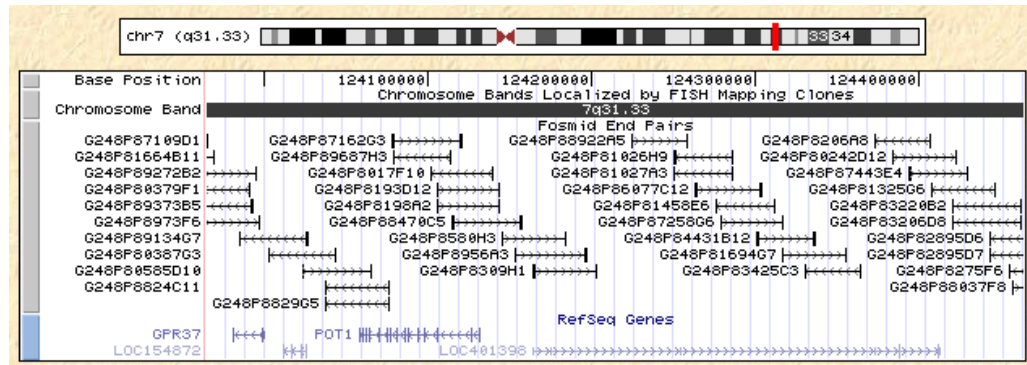 chr7 (q31.33) 33 34
Base Position 124100000 124200000 124300000 124400000
Chromosome Bands Localized by FISH Mapping Clones
Chromosome Band 7q31.33
Fosmid End Pairs
G248P87109D1 G248P87162G3 G248P88922A5 G248P8206A8
G248P81664B11 G248P89687H3 G248P81026H9 G248P80242D12
G248P89272B2 G248P8017F10 G248P81027A3 G248P87443E4
G248P80379F1 G248P8193D12 G248P86077C12 G248P81325G6
G248P89373B5 G248P8198A2 G248P81458E6 G248P83220B2
G248P8973F6 G248P88470C5 G248P87258G6 G248P83206D8
G248P89134G7 G248P8580H3 G248P84431B12 G248P82895D6
G248P80387G3 G248P8956A3 G248P81694G7 G248P82895D7
G248P80585D10 G248P8309H1 G248P83425C3 G248P8275F6
G248P8824C11 G248P88037F8
G248P8829G5
RefSeq Genes
GPR37 POT1
LOC154872 LOC401398